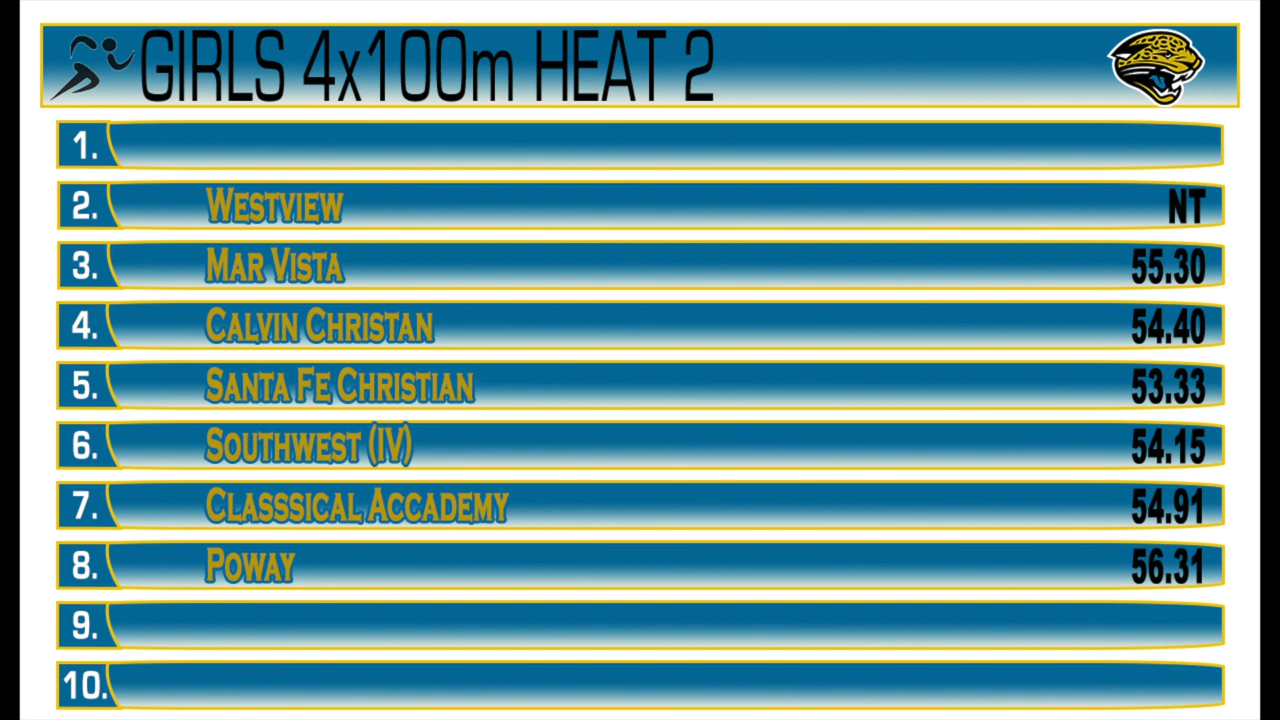 GIRLS 4x100m HEAT 2
1.
2. WESTVIEW NT
3. MAR VISTA 55.30
4. CALVIN CHRISTAN 54.40
5. SANTA FE CHRISTIAN 53.33
6. SOUTHWEST (IV) 54.15
7. CLASSSICAL ACCADEMY 54.91
8. POWAY 56.31
9.
10.